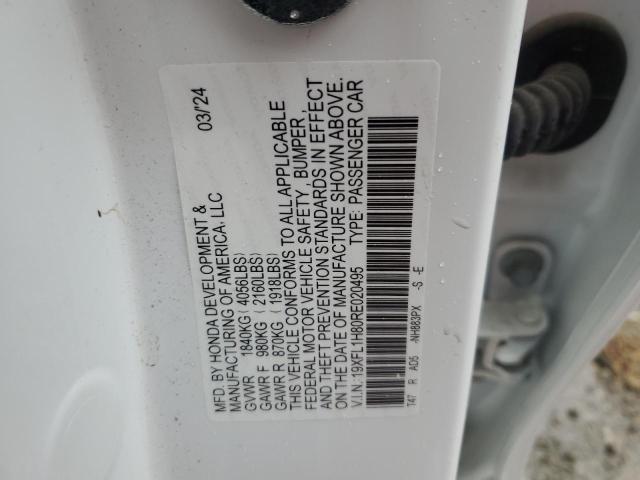 MFD. BY HONDA DEVELOPMENT & 03/'24
MANUFACTURING OF AMERICA, LLC
GVWR 1840KG (4056LBS)
GAWR F 980KG (2160LBS)
GAWR R 870KG (1918LBS)
THIS VEHICLE CONFORMS TO ALL APPLICABLE
FEDERAL MOTOR VEHICLE SAFETY, BUMPER,
AND THEFT PREVENTION STANDARDS IN EFFECT
ON THE DATE OF MANUFACTURE SHOWN ABOVE.
V.I.N.: 19XFL1H80RE020495 TYPE: PASSENGER CAR
T47 R AD5 -NH883PX -S -E